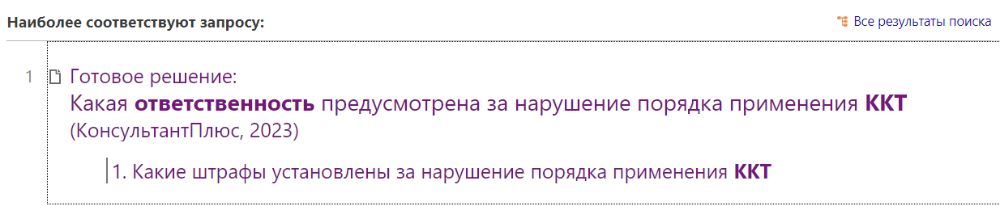 Наиболее соответствуют запросу:
Все результаты поиска
1
Готовое решение:
Какая ответственность предусмотрена за нарушение порядка применения ККТ
(КонсультантПлюс, 2023)
1. Какие штрафы установлены за нарушение порядка применения ККТ